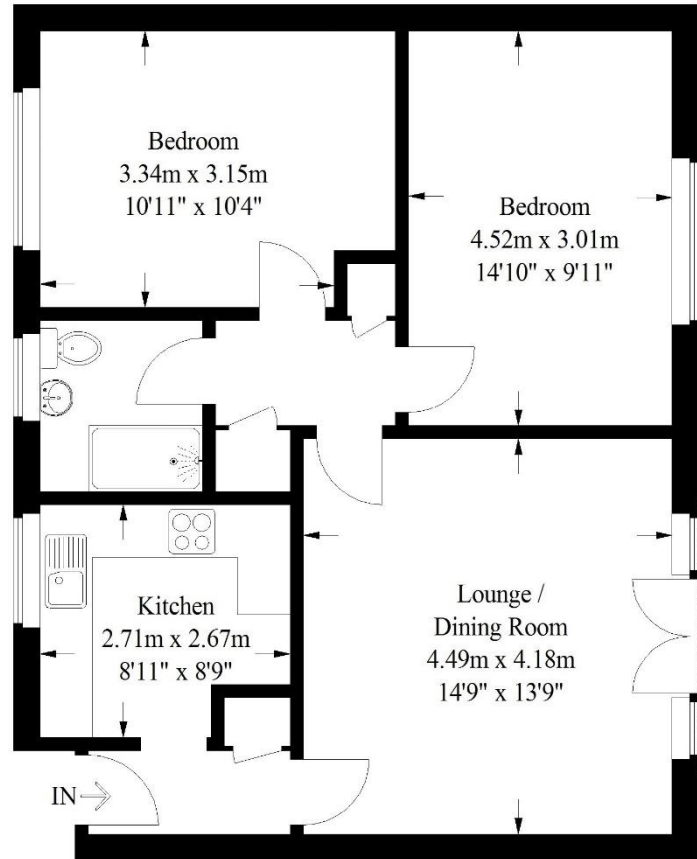 Bedroom
3.34m x 3.15m
10'11" x 10'4"
Bedroom
4.52m x 3.01m
14'10" x 9'11"
Kitchen
2.71m x 2.67m
8'11" x 8'9"
Lounge /
Dining Room
4.49m x 4.18m
14'9" x 13'9"
IN